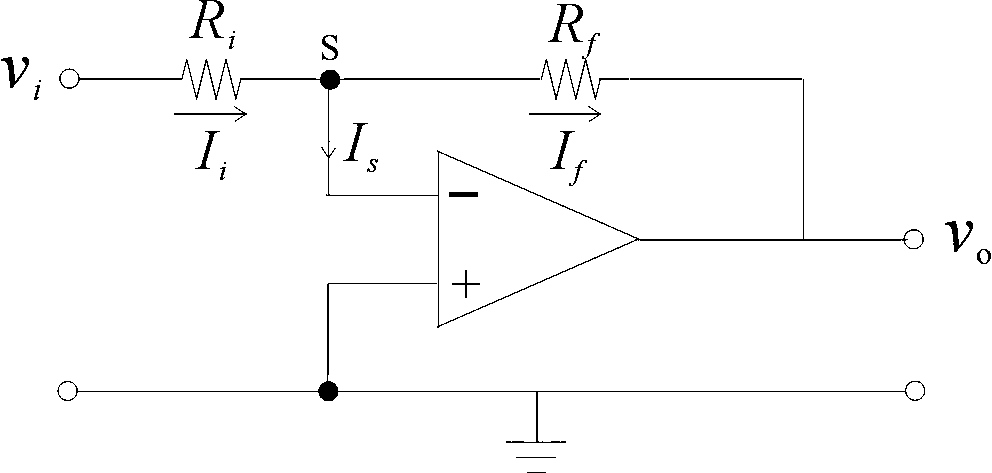 R_i S R_f
v_i
I_i I_s I_f
−
v_o
+